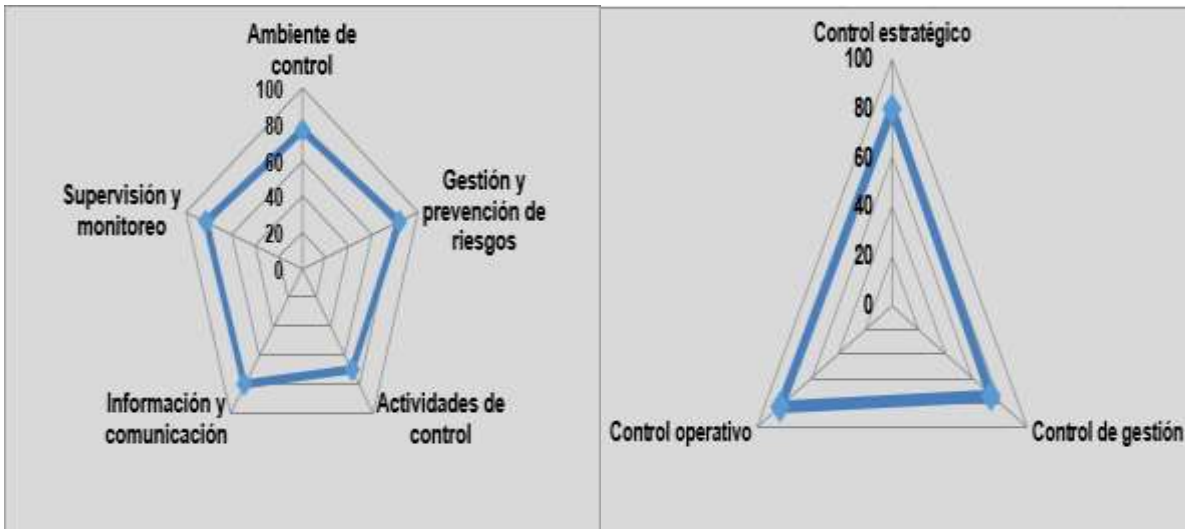 Ambiente de
control
100
80
60
40
20
0
Supervisión y
monitoreo
Gestión y
prevención de
riesgos
Información y
comunicación
Actividades de
control
Control estratégico
100
80
60
40
20
0
Control operativo
Control de gestión